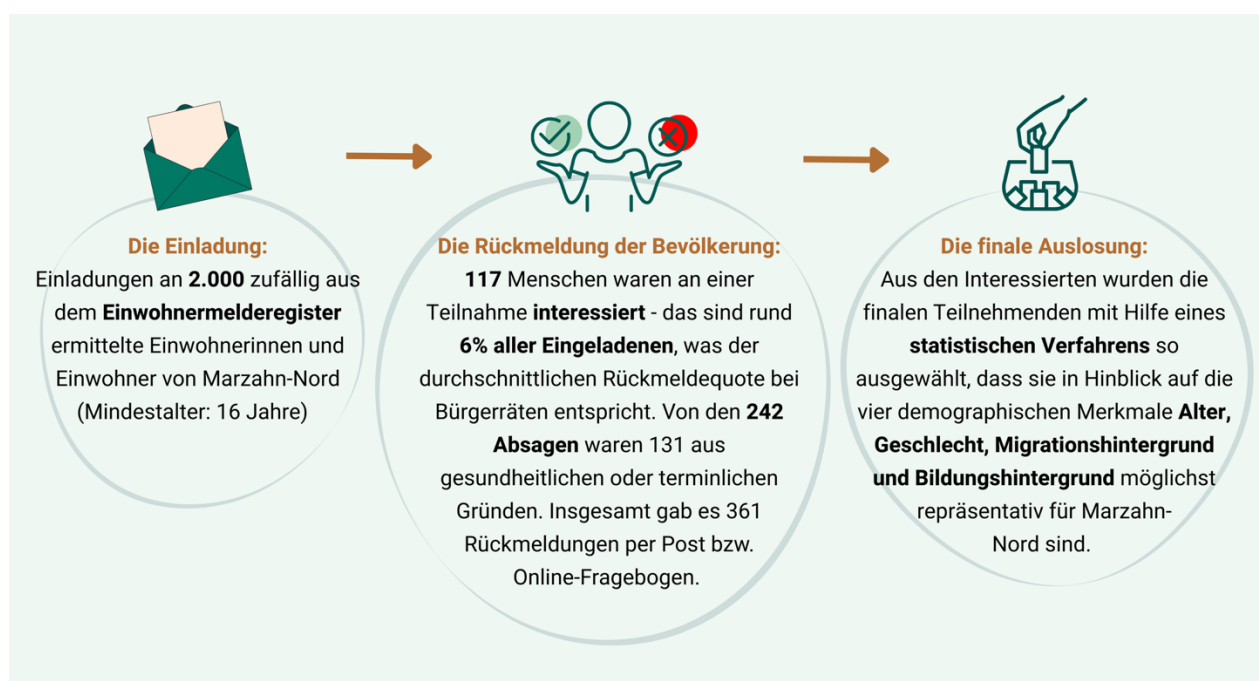 Die Einladung:
Einladungen an 2.000 zufällig aus
dem Einwohnermelderegister
ermittelte Einwohnerinnen und
Einwohner von Marzahn-Nord
(Mindestalter: 16 Jahre)
Die Rückmeldung der Bevölkerung:
117 Menschen waren an einer
Teilnahme interessiert - das sind rund
6% aller Eingeladenen, was der
durchschnittlichen Rückmeldequote bei
Bürgerräten entspricht. Von den 242
Absagen waren 131 aus
gesundheitlichen oder terminlichen
Gründen. Insgesamt gab es 361
Rückmeldungen per Post bzw.
Online-Fragebogen.
Die finale Auslosung:
Aus den Interessierten wurden die
finalen Teilnehmenden mit Hilfe eines
statistischen Verfahrens so
ausgewählt, dass sie in Hinblick auf die
vier demographischen Merkmale Alter,
Geschlecht, Migrationshintergrund
und Bildungshintergrund möglichst
repräsentativ für Marzahn-
Nord sind.